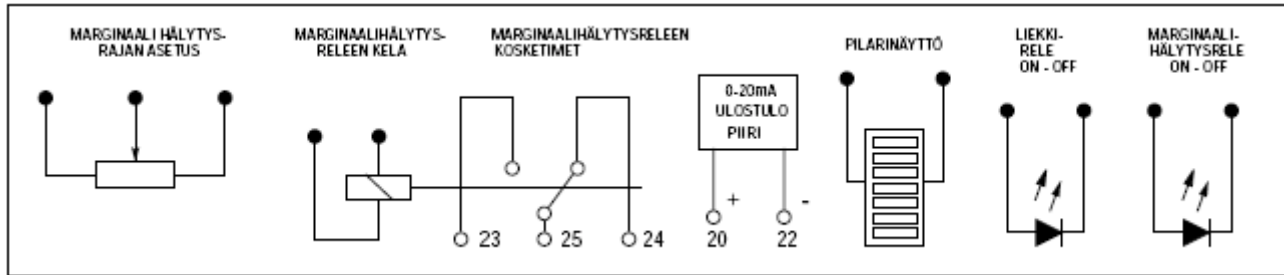 MARGINAALI HÄLYTYS-
RAJAN ASETUS
MARGINAALIHÄLYTYS-
RELEEN KELA
MARGINAALIHÄLYTYSRELEEN
KOSKETIMET
PILARINÄYTTÖ
LIEKKI-
RELE
ON - OFF
MARGINAALI-
HÄLYTYSRELE
ON - OFF
0-20mA
ULOSTULO
PIIRI
+
-
23
25
24
20
22